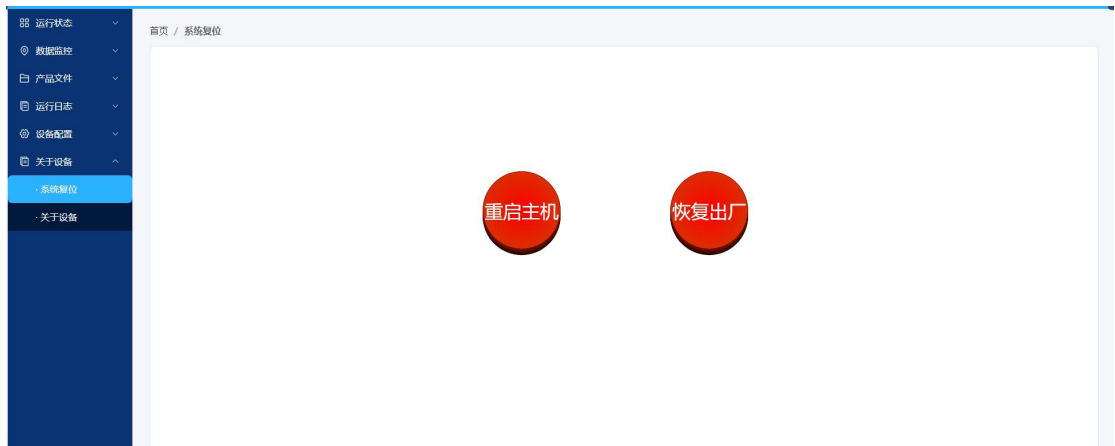 运行状态
首页 / 系统复位
数据监控
产品文件
运行日志
设备配置
关于设备
· 系统复位
· 关于设备
重启主机
恢复出厂